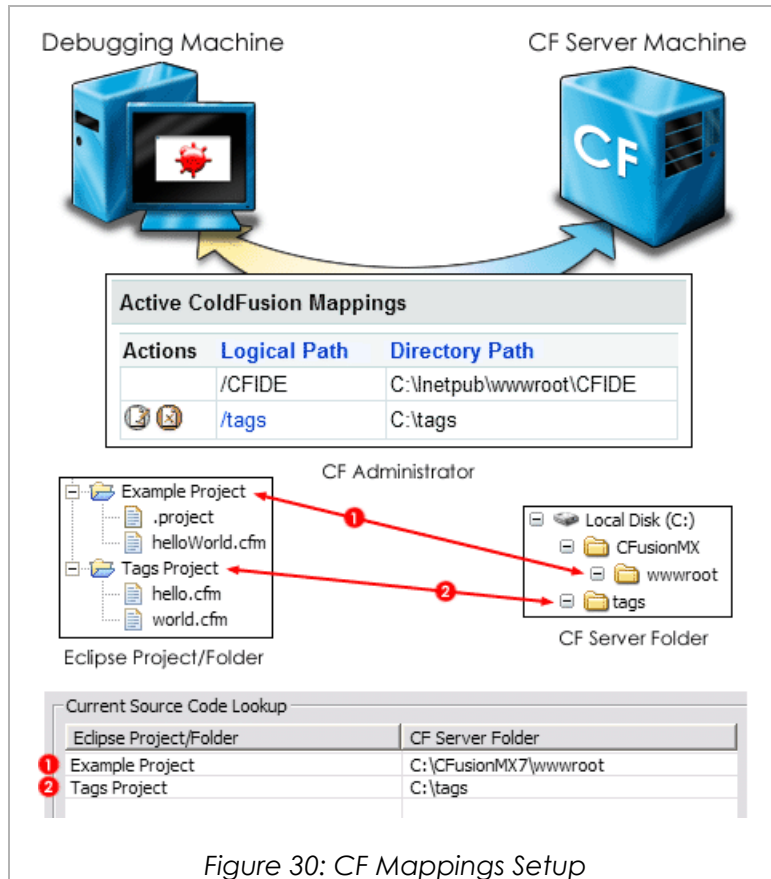 Debugging Machine CF Server Machine
CF
Active ColdFusion Mappings
Actions Logical Path Directory Path
/CFIDE C:\Inetpub\wwwroot\CFIDE
/tags C:\tags
CF Administrator
Example Project
.project
helloWorld.cfm
Tags Project
hello.cfm
world.cfm
Eclipse Project/Folder
1
2
Local Disk (C:)
CFusionMX
wwwroot
tags
CF Server Folder
Current Source Code Lookup
Eclipse Project/Folder CF Server Folder
1 Example Project C:\CFusionMX7\wwwroot
2 Tags Project C:\tags
Figure 30: CF Mappings Setup